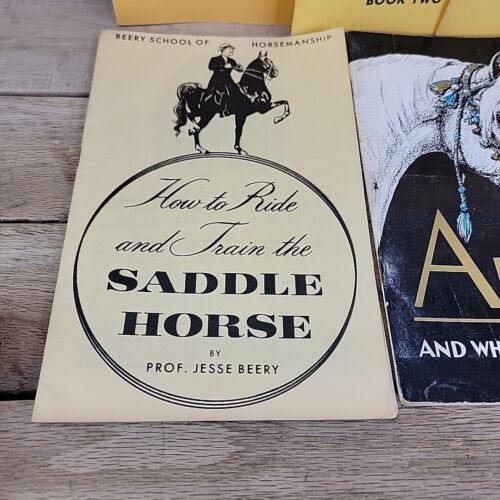 BOOK TWO
BEERY SCHOOL OF HORSEMANSHIP
How to Ride
and Train the
SADDLE
HORSE
BY
PROF. JESSE BEERY
AND